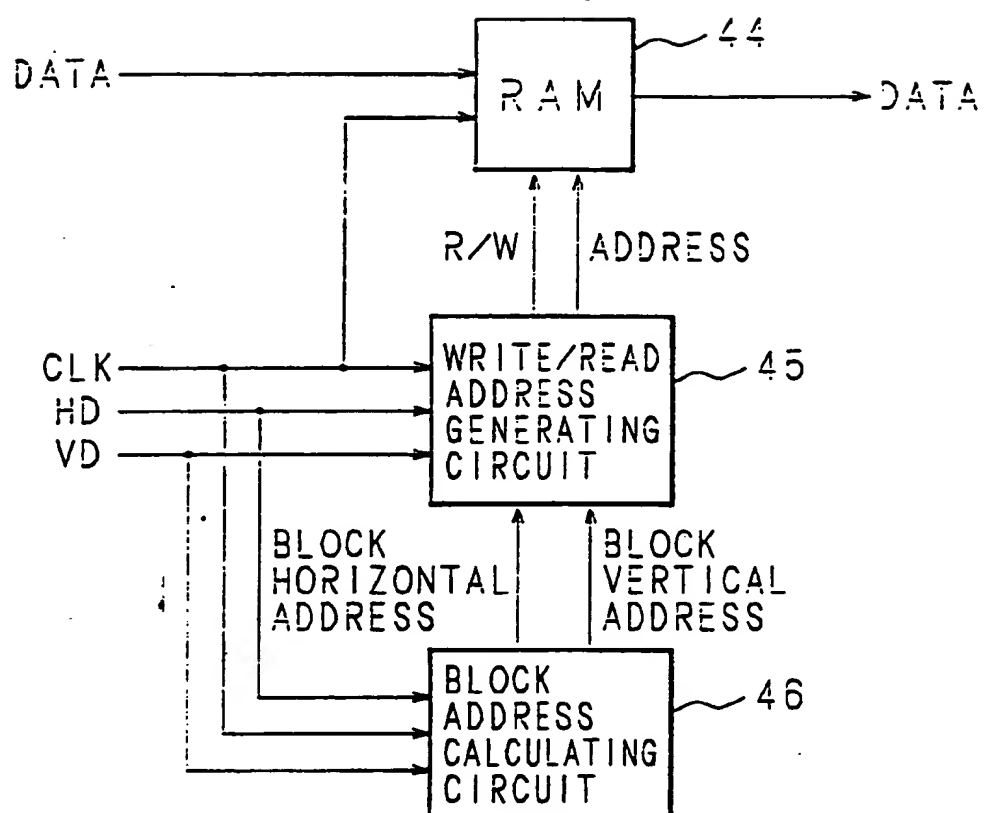 44
DATA
RAM
DATA
R/W
ADDRESS
CLK
HD
VD
WRITE/READ
ADDRESS
GENERATING
CIRCUIT
45
BLOCK
HORIZONTAL
ADDRESS
BLOCK
VERTICAL
ADDRESS
BLOCK
ADDRESS
CALCULATING
CIRCUIT
46